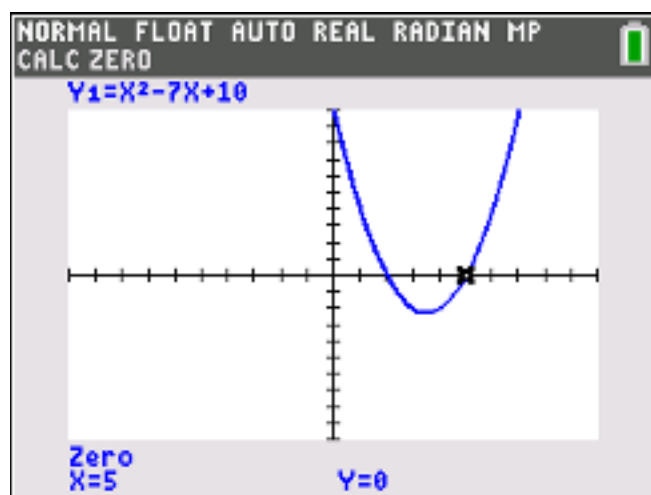 NORMAL FLOAT AUTO REAL RADIAN MP
CALC ZERO
Y₁=X²-7X+10
Zero
X=5 Y=0